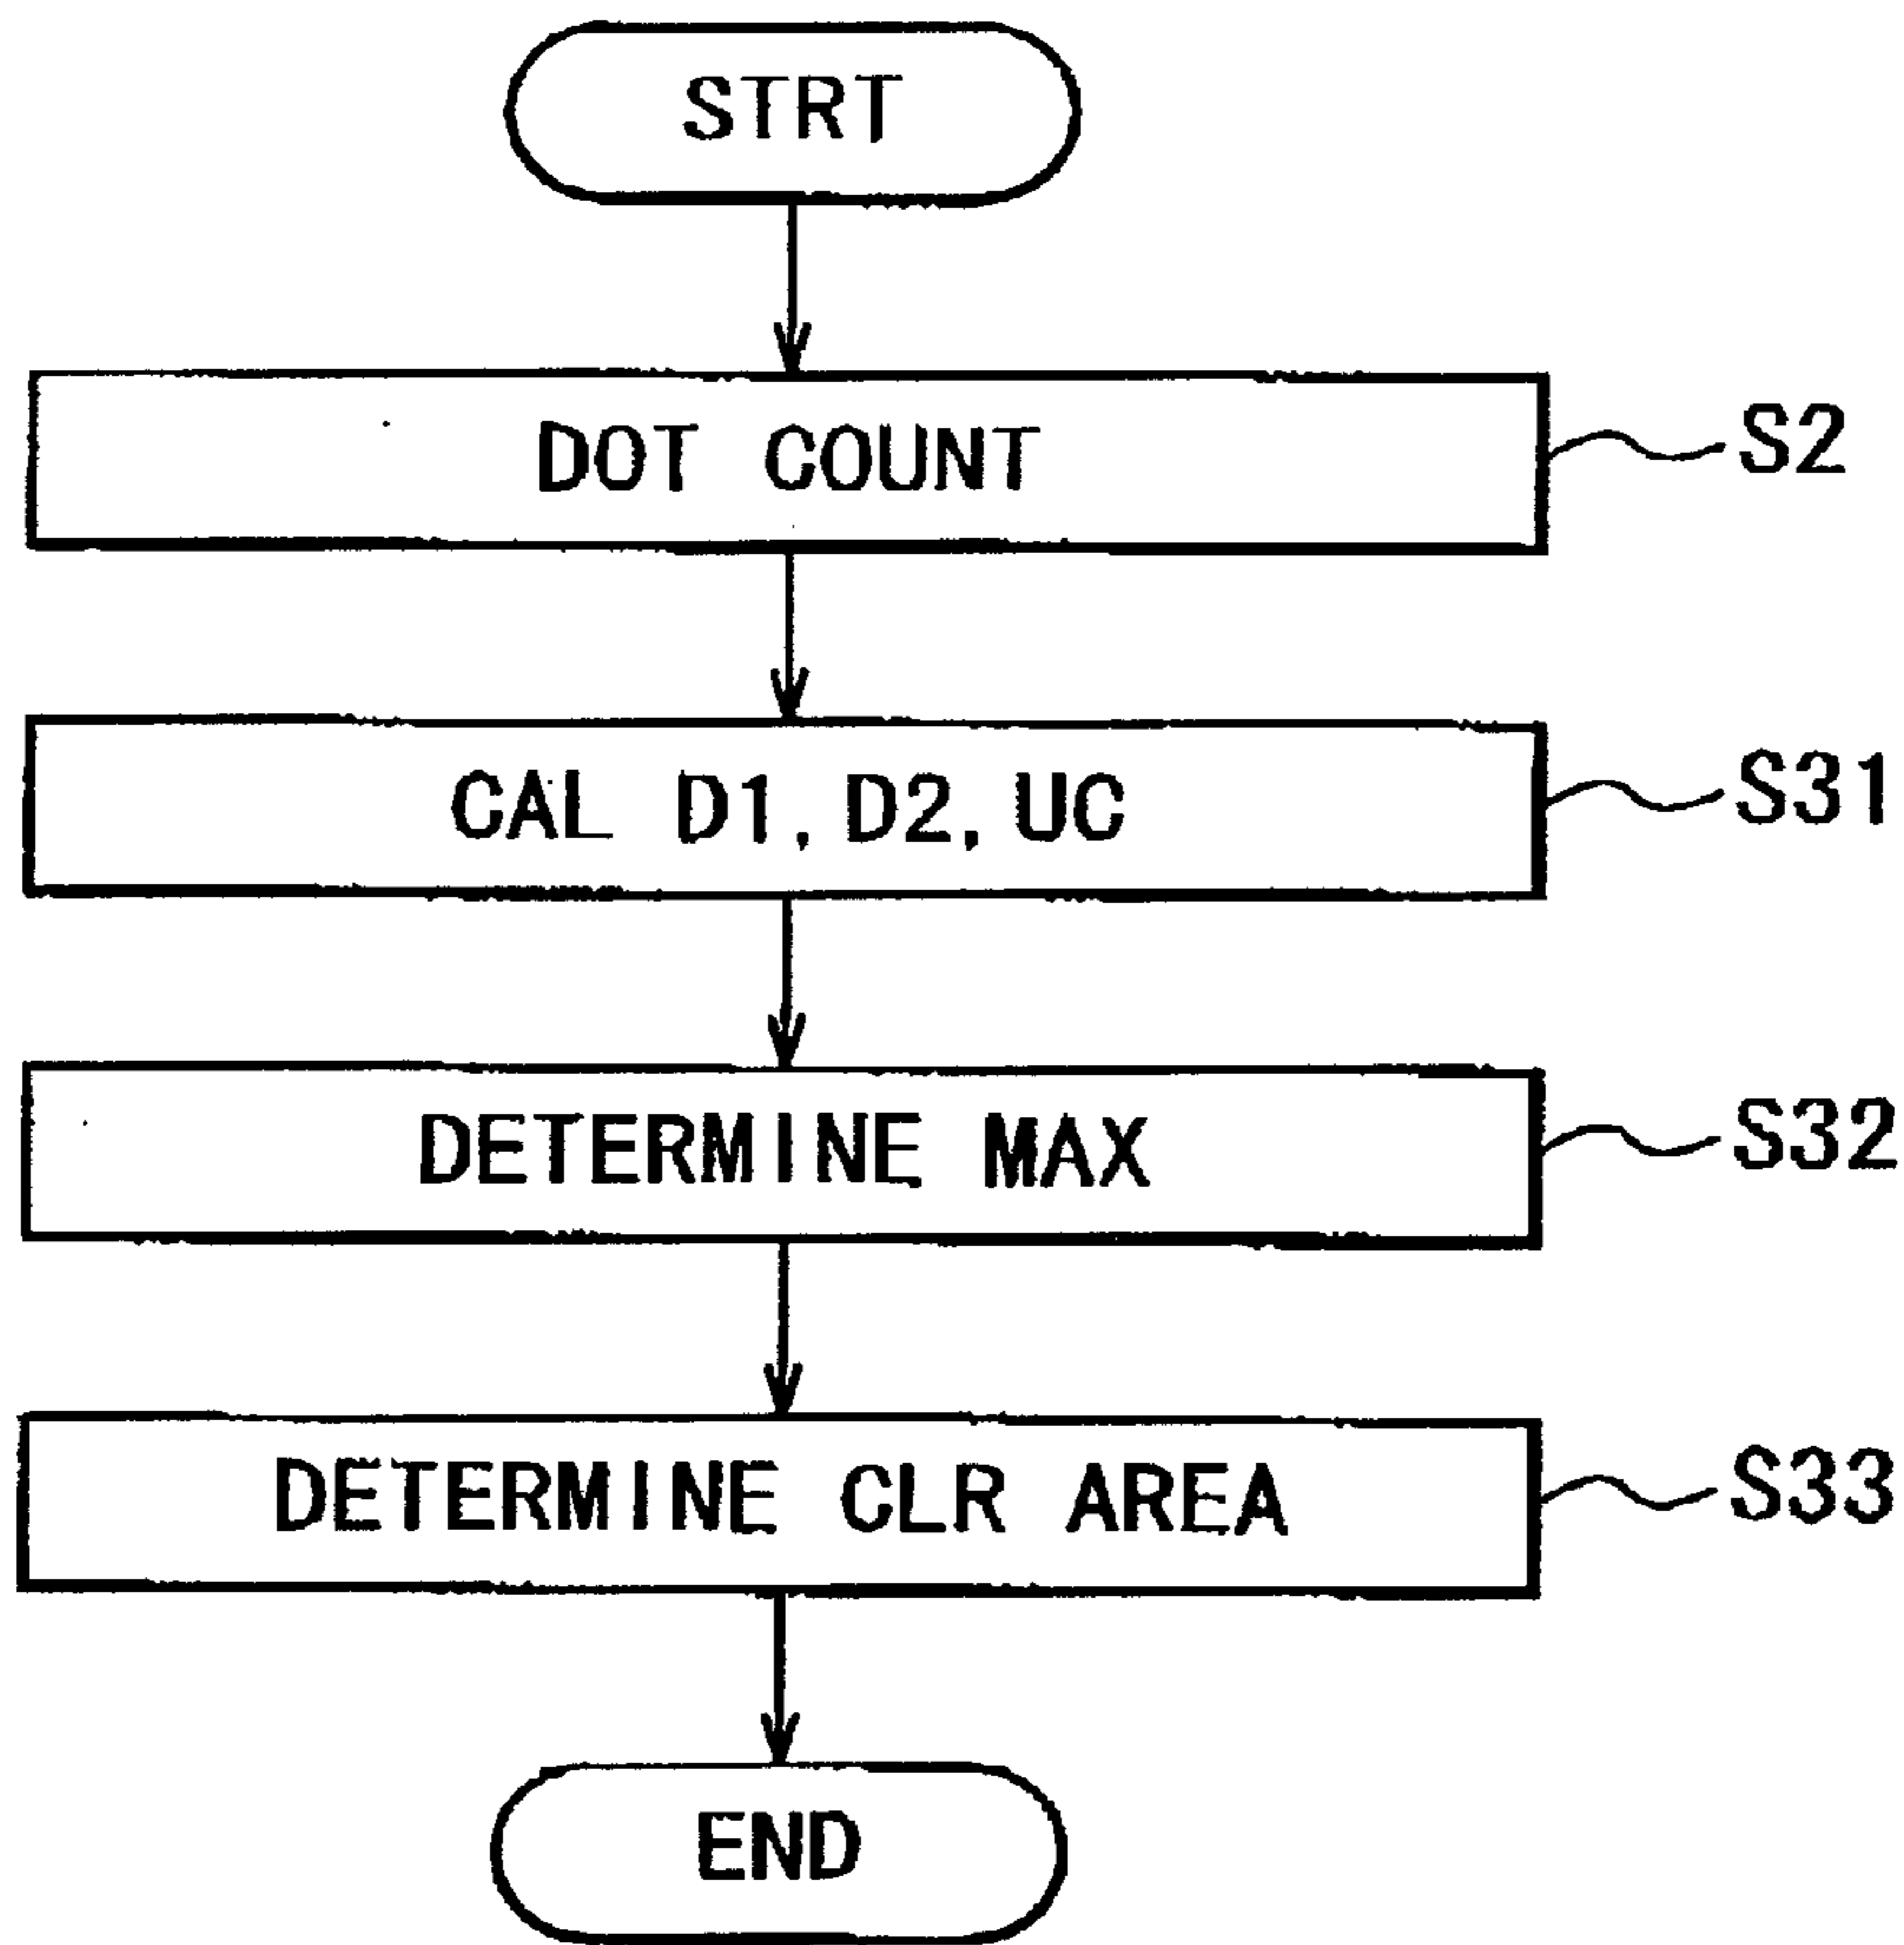 STRT
DOT COUNT
S2
CAL D1, D2, UC
S31
DETERMINE MAX
S32
DETERMINE CLR AREA
S33
END